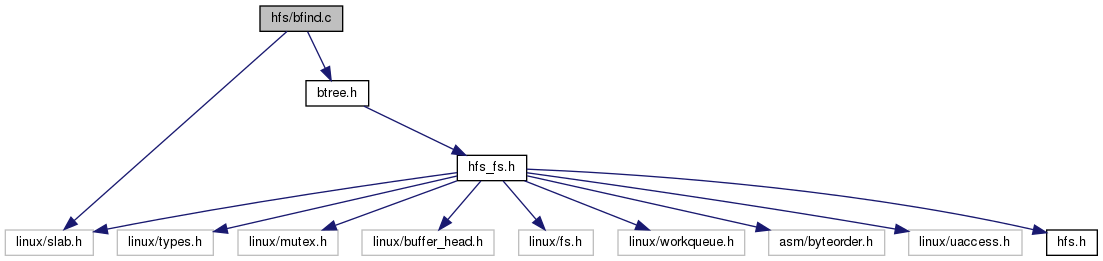 hfs/bfind.c
btree.h
hfs_fs.h
linux/slab.h
linux/types.h
linux/mutex.h
linux/buffer_head.h
linux/fs.h
linux/workqueue.h
asm/byteorder.h
linux/uaccess.h
hfs.h